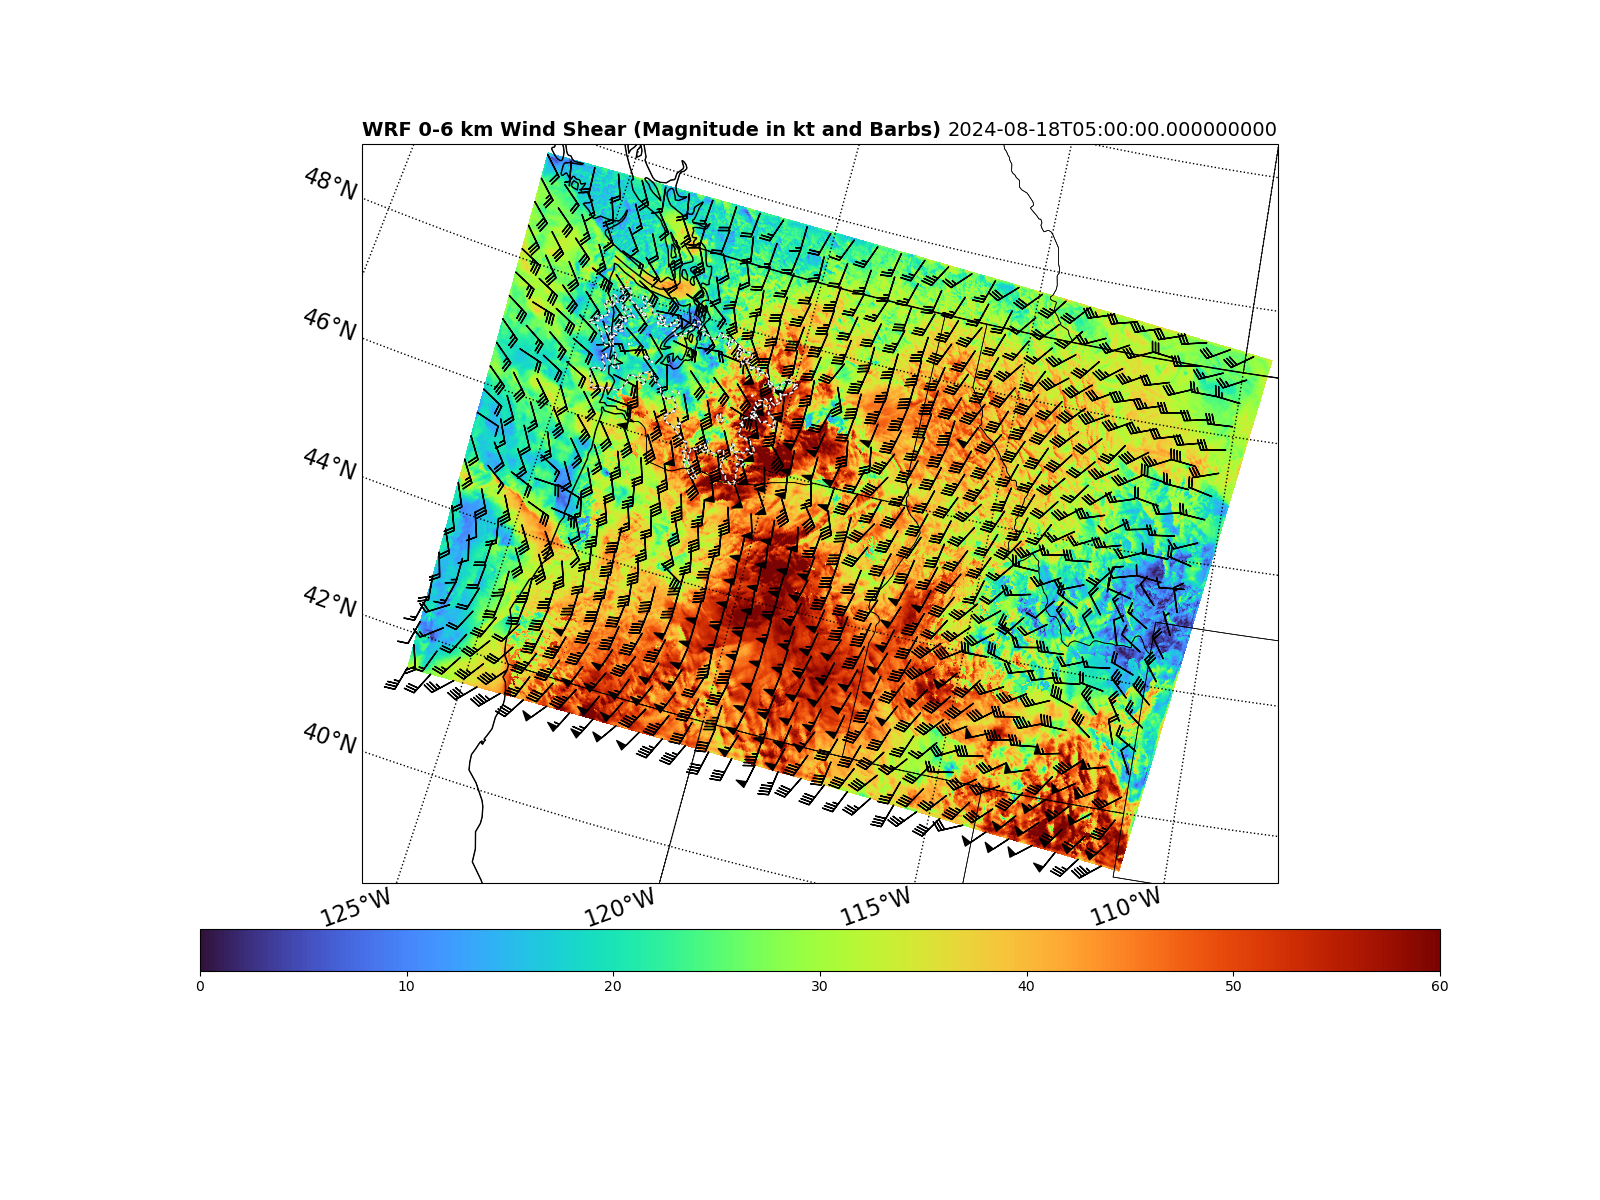 WRF 0-6 km Wind Shear (Magnitude in kt and Barbs) 2024-08-18T05:00:00.000000000
48°N
46°N
44°N
42°N
40°N
125°W 120°W 115°W 110°W
0 10 20 30 40 50 60